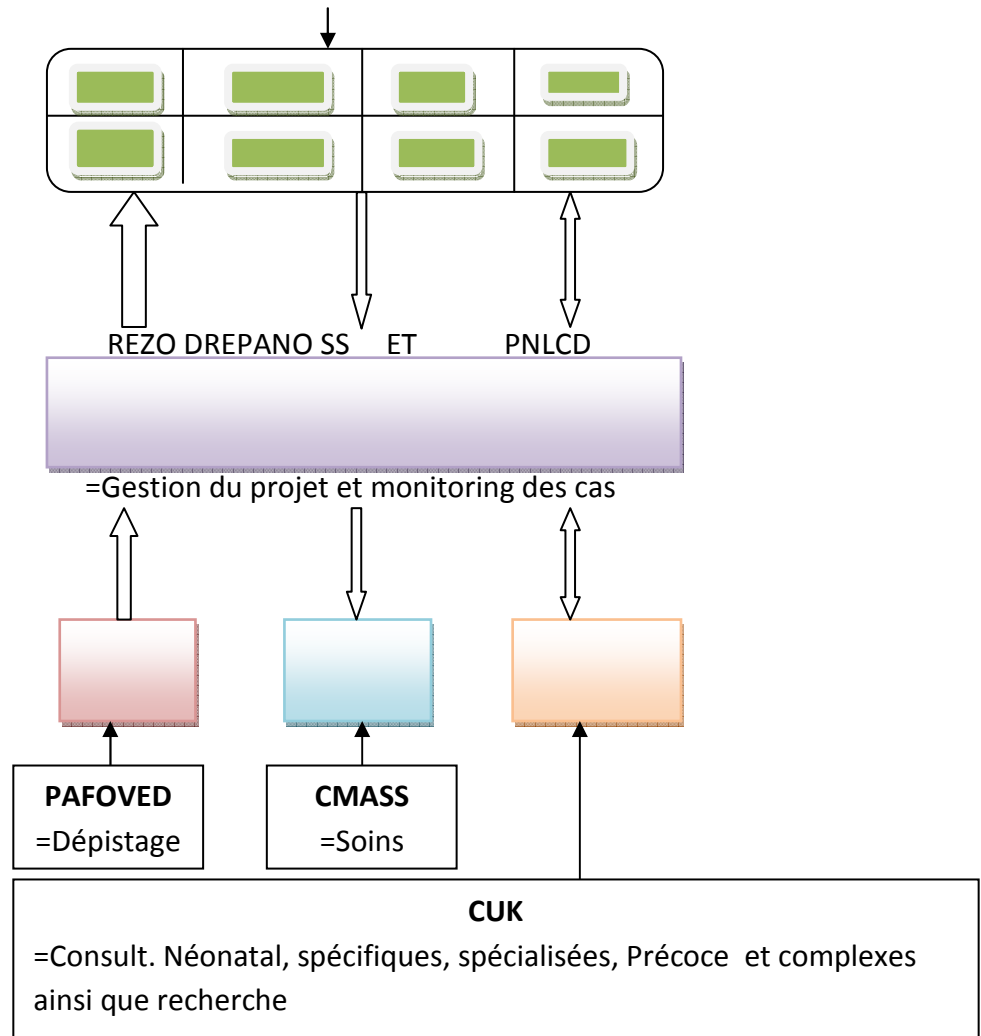 REZO DREPANO SS ET PNLCD
=Gestion du projet et monitoring des cas
PAFOVED
=Dépistage
CMASS
=Soins
CUK
=Consult. Néonatal, spécifiques, spécialisées, Précoce et complexes
ainsi que recherche